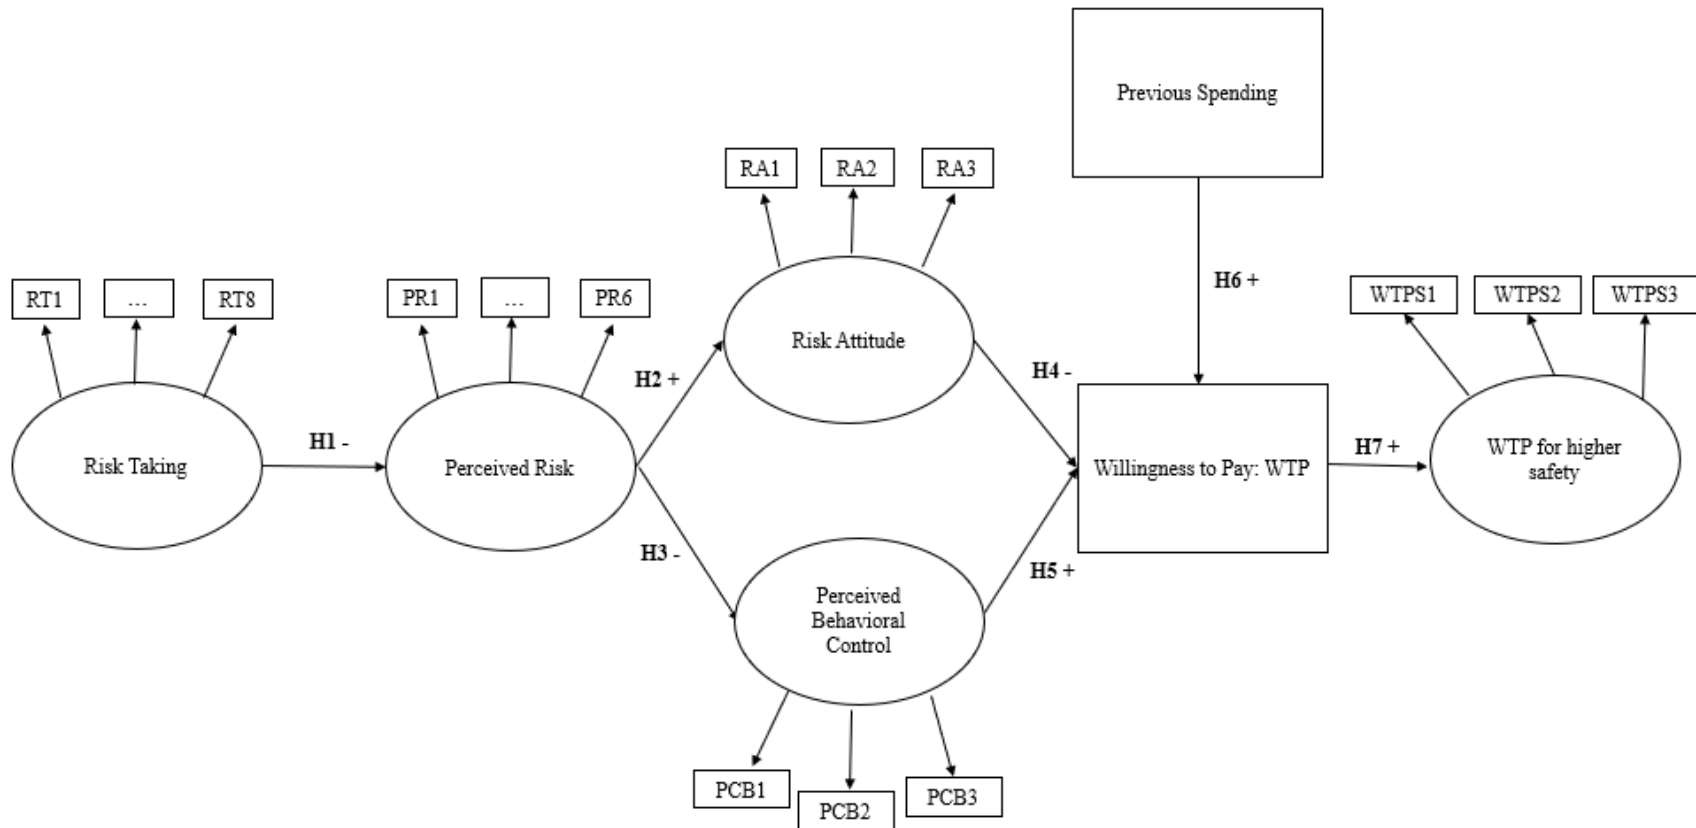 Previous Spending
RA1
RA2
RA3
RT1
...
RT8
PR1
...
PR6
H6 +
WTPS1
WTPS2
WTPS3
Risk Attitude
H2 +
H4 -
Risk Taking
H1 -
Perceived Risk
Willingness to Pay: WTP
H7 +
WTP for higher
safety
H3 -
H5 +
Perceived
Behavioral
Control
PCB1
PCB2
PCB3